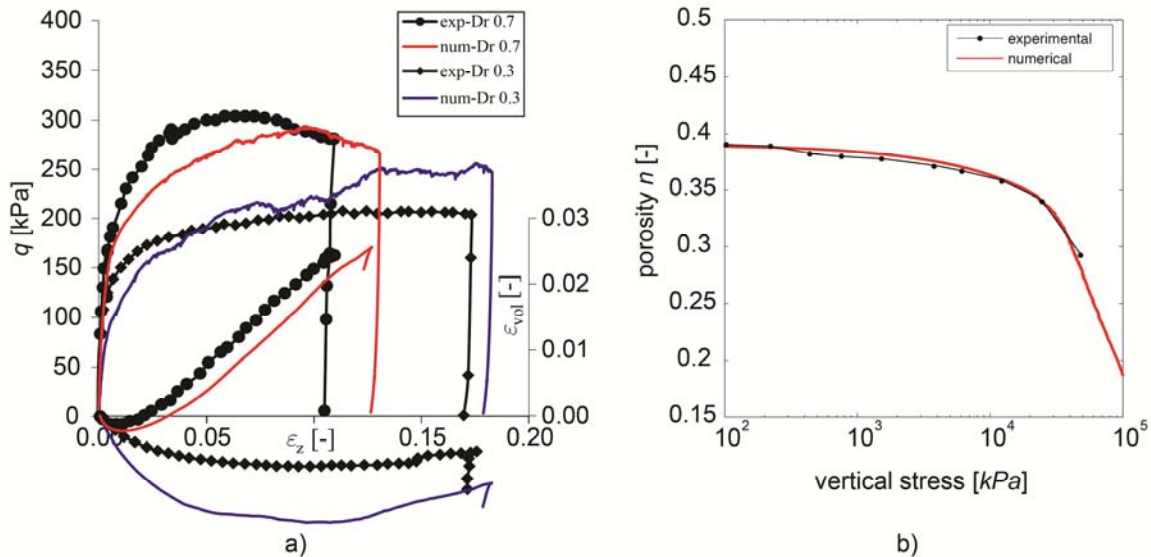 400
350
300
250
200
150
100
50
0
q [kPa]
exp-Dr 0.7
num-Dr 0.7
exp-Dr 0.3
num-Dr 0.3
0.03
0.02
0.01
0.00
εvol [-]
0.00
0.05
0.10
0.15
0.20
εz [-]
a)
0.5
0.45
0.4
0.35
0.3
0.25
0.2
0.15
porosity n [-]
experimental
numerical
10²
10³
10⁴
10⁵
vertical stress [kPa]
b)